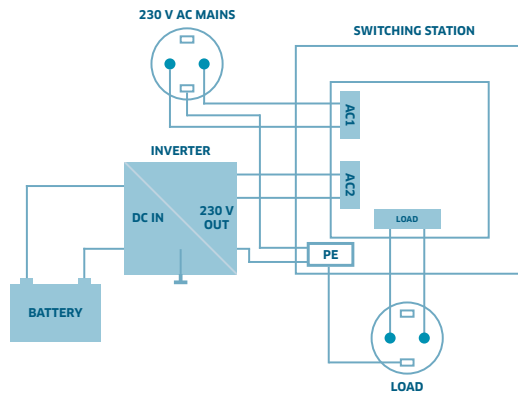 230 V AC MAINS
SWITCHING STATION
AC1
INVERTER
AC2
DC IN
230 V
OUT
LOAD
PE
BATTERY
LOAD